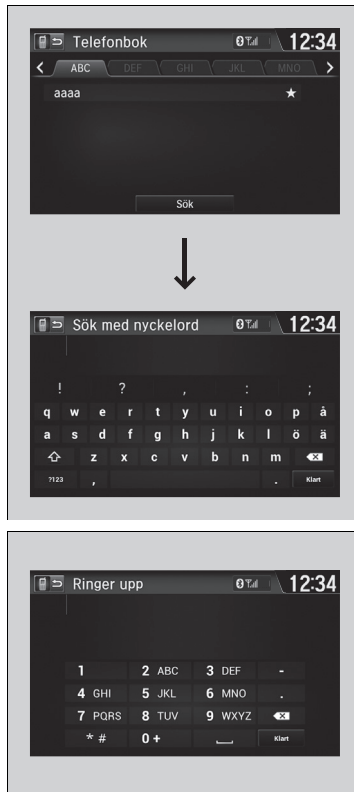 Telefonbok 12:34
ABC DEF GHI JKL MNO
aaaa ★
Sök
Sök med nyckelord 12:34
! ? , : ;
q w e r t y u i o p å
a s d f g h j k l ö ä
z x c v b n m
?123 , . Klart
Ringer upp 12:34
1 2 ABC 3 DEF -
4 GHI 5 JKL 6 MNO .
7 PQRS 8 TUV 9 WXYZ
* # 0 + Klart